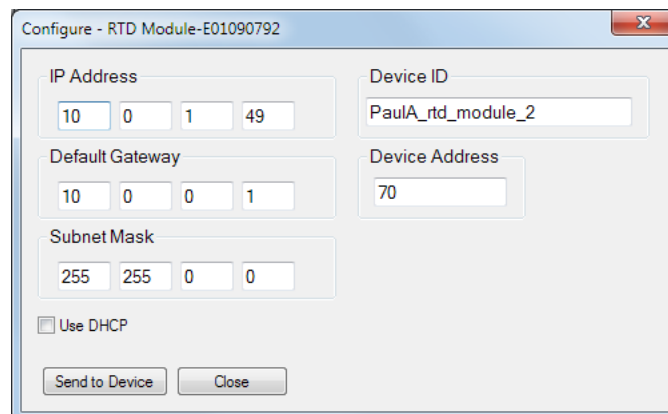 Configure - RTD Module-E01090792
x
IP Address
10 0 1 49
Default Gateway
10 0 0 1
Subnet Mask
255 255 0 0
Use DHCP
Send to Device Close
Device ID
PaulA_rtd_module_2
Device Address
70